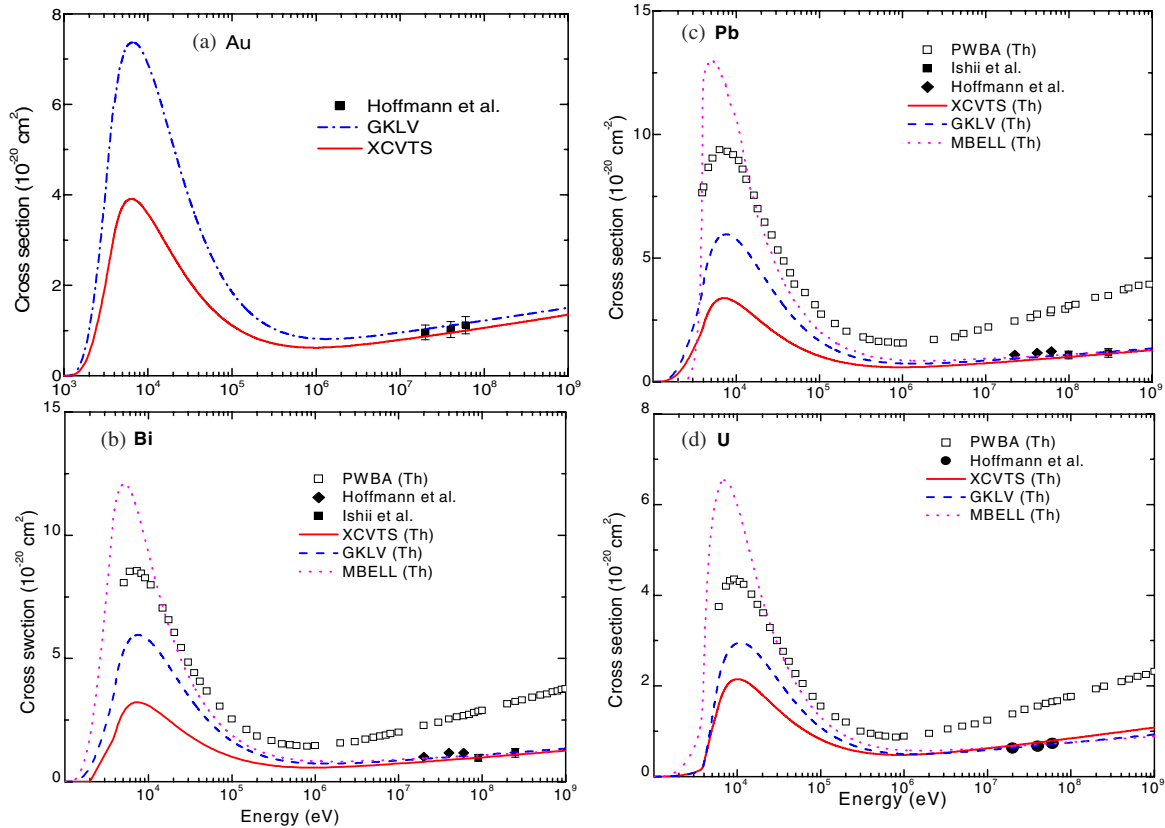 (a) Au
Cross section (10⁻²⁰ cm²)
8
6
4
2
0
Hoffmann et al.
GKLV
XCVTS
10³ 10⁴ 10⁵ 10⁶ 10⁷ 10⁸ 10⁹
(c) Pb
Cross section (10⁻²⁰ cm⁻²)
15
10
5
0
PWBA (Th)
Ishii et al.
Hoffmann et al.
XCVTS (Th)
GKLV (Th)
MBELL (Th)
10⁴ 10⁵ 10⁶ 10⁷ 10⁸ 10⁹
(b) Bi
Cross swction (10⁻²⁰ cm²)
15
10
5
0
PWBA (Th)
Hoffmann et al.
Ishii et al.
XCVTS (Th)
GKLV (Th)
MBELL (Th)
10⁴ 10⁵ 10⁶ 10⁷ 10⁸ 10⁹
Energy (eV)
(d) U
Cross section (10⁻²⁰ cm²)
8
6
4
2
0
PWBA (Th)
Hoffmann et al.
XCVTS (Th)
GKLV (Th)
MBELL (Th)
10⁴ 10⁵ 10⁶ 10⁷ 10⁸ 10⁹
Energy (eV)